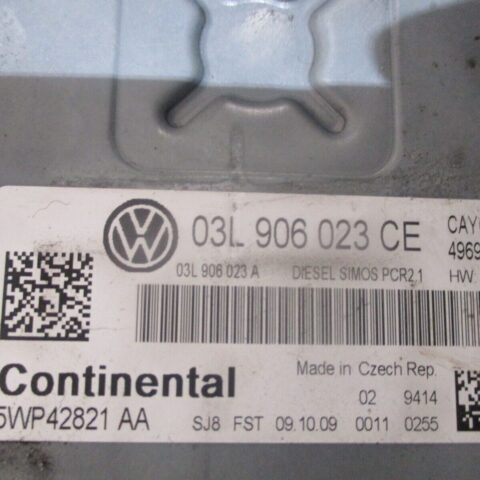 03L 906 023 CE CAY
03L 906 023 A DIESEL SIMOS PCR2.1 HW
4969
Continental Made in Czech Rep.
02 9414
5WP42821 AA SJ8 FST 09.10.09 0011 0255